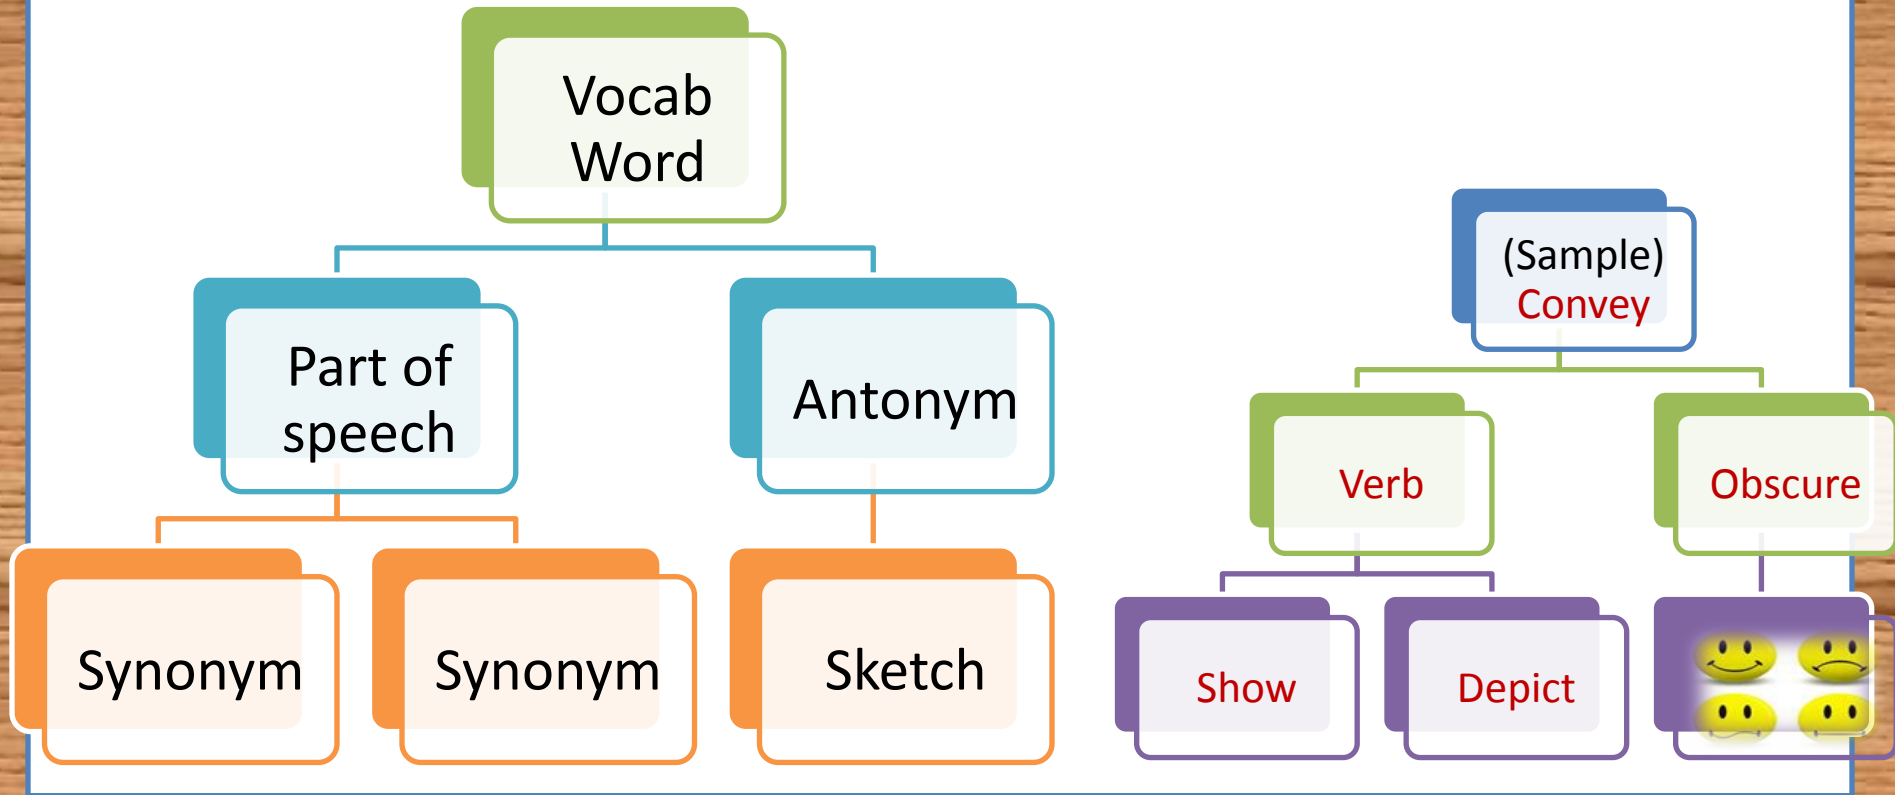 Vocab
Word
Part of
speech
Antonym
Synonym
Synonym
Sketch
(Sample)
Convey
Verb
Obscure
Show
Depict